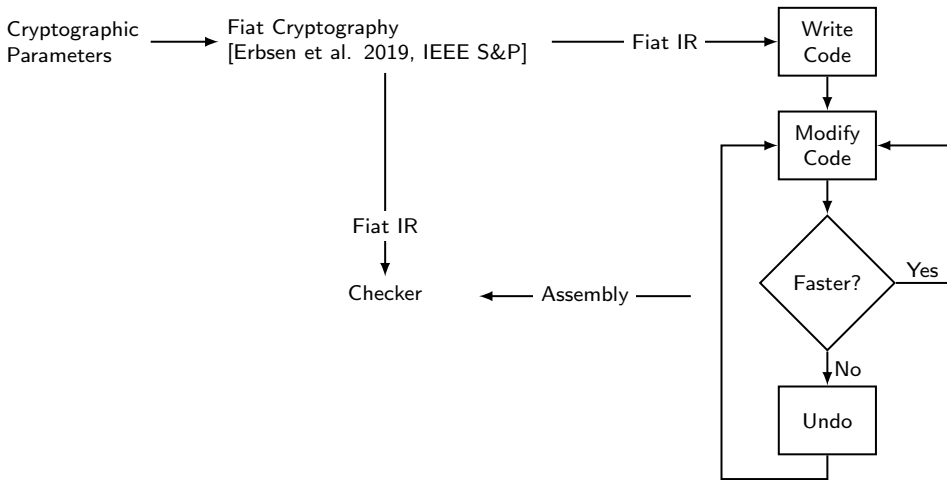 Cryptographic
Parameters
Fiat Cryptography
[Erbsen et al. 2019, IEEE S&P]
Fiat IR
Write
Code
Modify
Code
Fiat IR
Checker
Assembly
Faster?
Yes
No
Undo